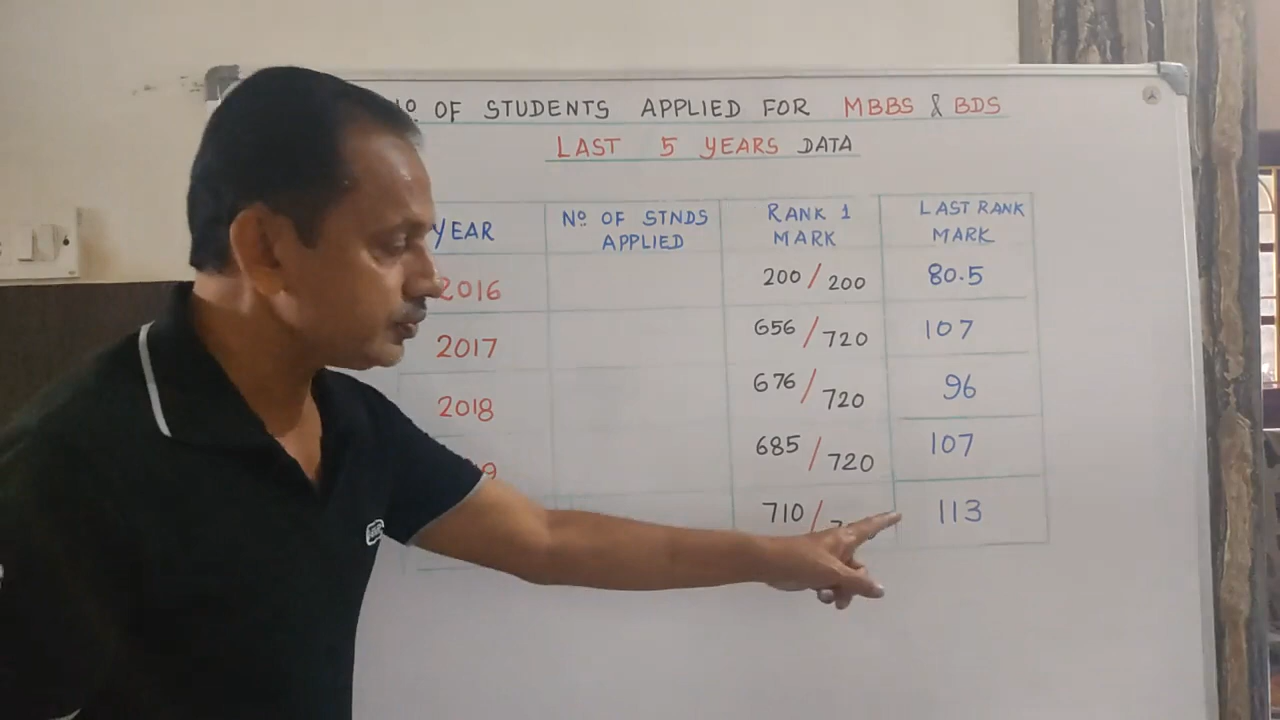 Nº OF STUDENTS APPLIED FOR MBBS & BDS
LAST 5 YEARS DATA
YEAR Nº OF STNDS APPLIED RANK 1 MARK LAST RANK MARK
2016 200/200 80.5
2017 656/720 107
2018 676/720 96
9 685/720 107
710/ 113